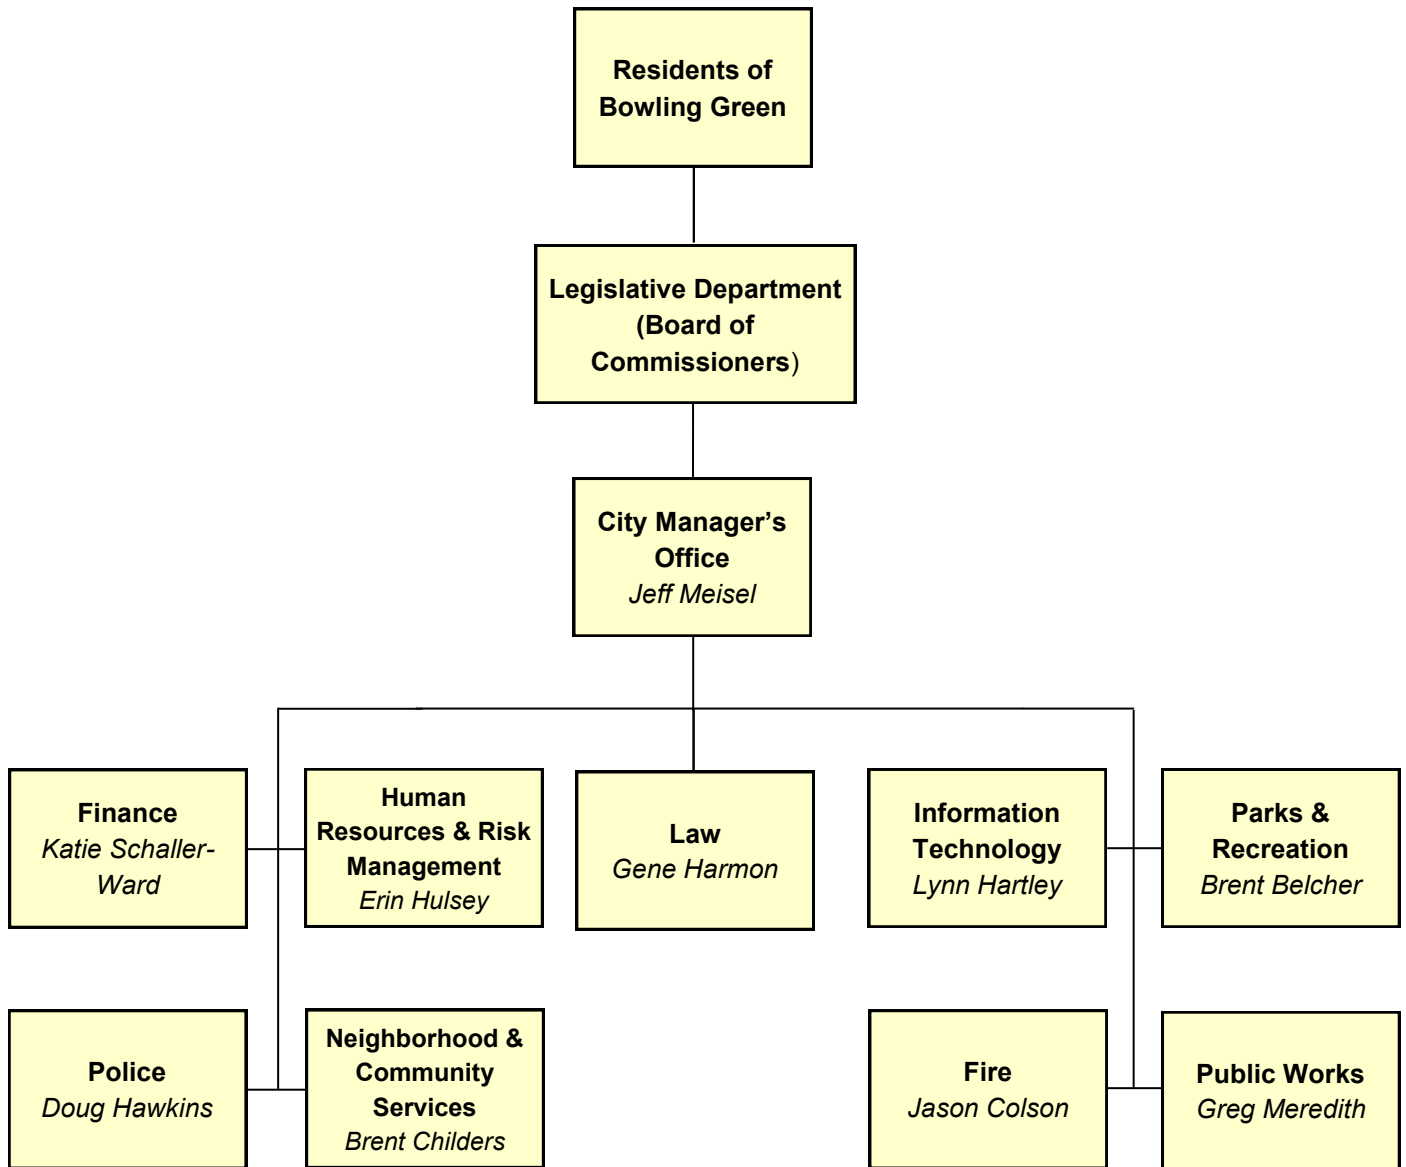 Residents of
Bowling Green
Legislative Department
(Board of
Commissioners)
City Manager’s
Office
Jeff Meisel
Finance
Katie Schaller-
Ward
Human
Resources & Risk
Management
Erin Hulsey
Law
Gene Harmon
Information
Technology
Lynn Hartley
Parks &
Recreation
Brent Belcher
Police
Doug Hawkins
Neighborhood &
Community
Services
Brent Childers
Fire
Jason Colson
Public Works
Greg Meredith